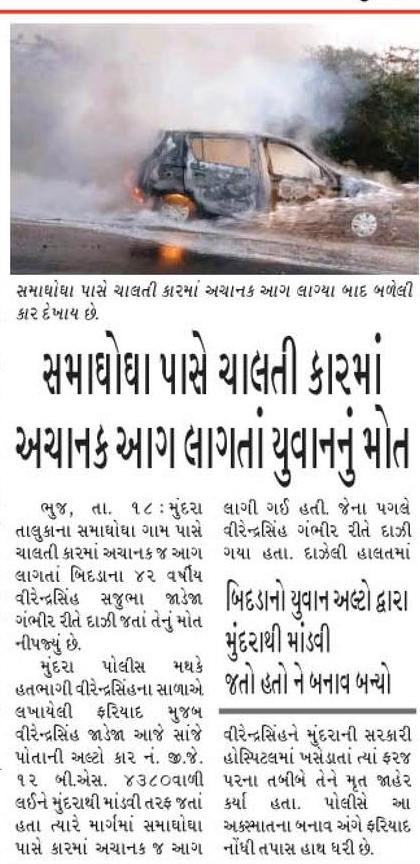 સમાઘોઘા પાસે ચાલતી કારમાં અચાનક આગ લાગ્યા બાદ બળેલી
કાર દેખાય છે.
સમાઘોઘા પાસે ચાલતી કારમાં
અચાનક આગ લાગતાં યુવાનનું મોત
ભુજ, તા. ૧૮ : મુંદરા
તાલુકાના સમાઘોઘા ગામ પાસે
ચાલતી કારમાં અચાનક જ આગ
લાગતાં બિદડાના ૪૨ વર્ષીય
વીરેન્દ્રસિંહ સજુભા જાડેજા
ગંભીર રીતે દાઝી જતાં તેનું મોત
નીપજ્યું છે.
મુંદરા પોલીસ મથકે
હતભાગી વીરેન્દ્રસિંહના સાળાએ
લખાયેલી ફરિયાદ મુજબ
વીરેન્દ્રસિંહ જાડેજા આજે સાંજે
પોતાની અલ્ટો કાર નં. જી.જે.
૧૨ બી.એસ. ૪૩૮૦વાળી
લઈને મુંદરાથી માંડવી તરફ જતાં
હતા ત્યારે માર્ગમાં સમાઘોઘા
પાસે કારમાં અચાનક જ આગ
લાગી ગઈ હતી. જેના પગલે
વીરેન્દ્રસિંહ ગંભીર રીતે દાઝી
ગયા હતા. દાઝેલી હાલતમાં
બિદડાનો યુવાન અલ્ટો દ્વારા
મુંદરાથી માંડવી
જતો હતો ને બનાવ બન્યો
વીરેન્દ્રસિંહને મુંદરાની સરકારી
હોસ્પિટલમાં ખસેડાતાં ત્યાં ફરજ
પરના તબીબે તેને મૃત જાહેર
કર્યા હતા. પોલીસે આ
અકસ્માતના બનાવ અંગે ફરિયાદ
નોંધી તપાસ હાથ ધરી છે.